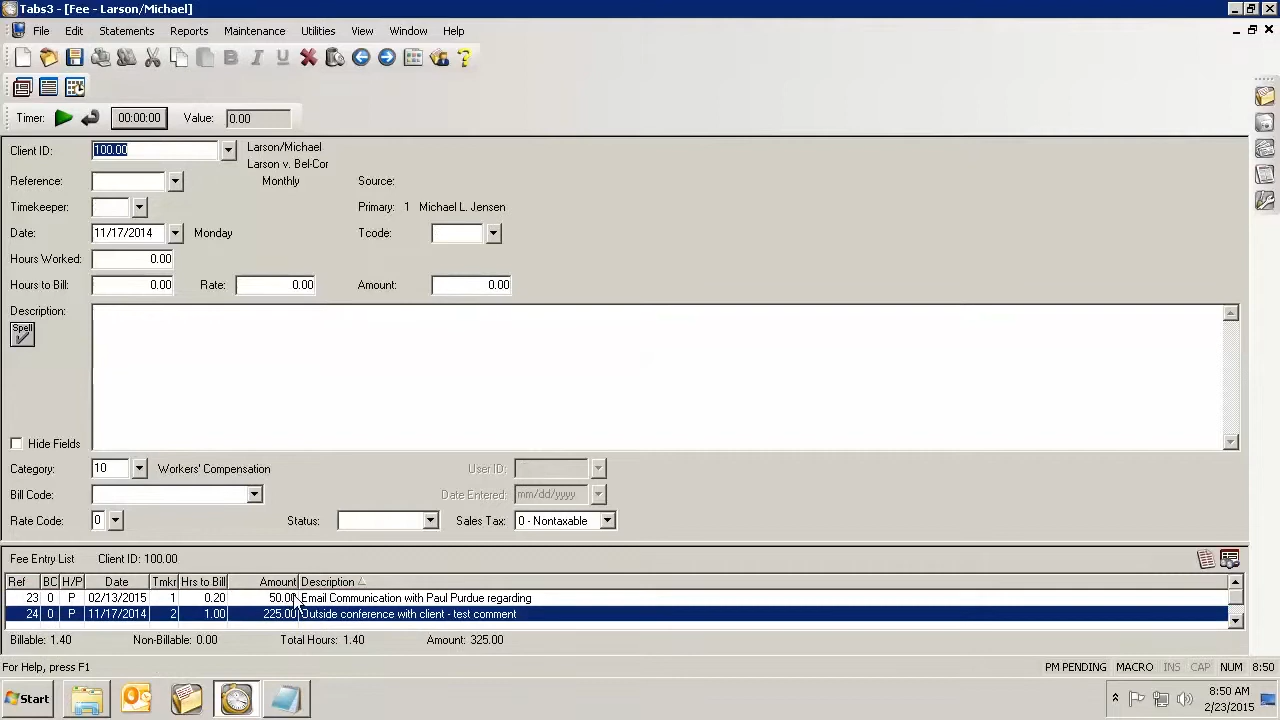 Tabs3 - [Fee - Larson/Michael]
File Edit Statements Reports Maintenance Utilities View Window Help
B I U ?
Timer: 00:00:00 Value: 0.00
Client ID: 100.00 Larson/Michael
Larson v. Bel-Cor
Reference: Monthly Source:
Timekeeper: Primary: 1 Michael L. Jensen
Date: 11/17/2014 Monday Tcode:
Hours Worked: 0.00
Hours to Bill: 0.00 Rate: 0.00 Amount: 0.00
Description:
Spell
Hide Fields
Category: 10 Workers' Compensation User ID:
Bill Code: Date Entered: mm/dd/yyyy
Rate Code: 0 Status: Sales Tax: 0 - Nontaxable
Fee Entry List Client ID: 100.00
Ref BC H/P Date Tmkr Hrs to Bill Amount Description
23 0 P 02/13/2015 1 0.20 50.00 Email Communication with Paul Purdue regarding
24 0 P 11/17/2014 2 1.00 225.00 Outside conference with client - test comment
Billable: 1.40 Non-Billable: 0.00 Total Hours: 1.40 Amount: 325.00
For Help, press F1 PM PENDING MACRO INS CAP NUM 8:50
Start 8:50 AM
2/23/2015